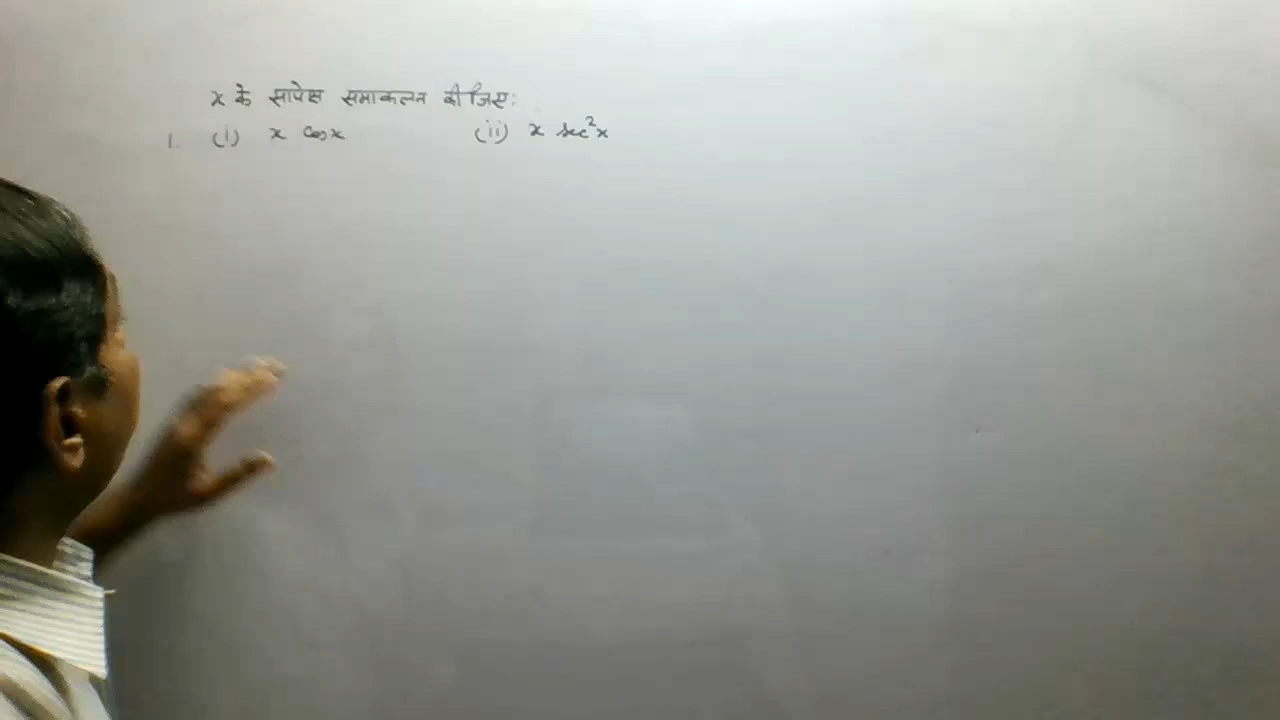 x के सापेक्ष समाकलन कीजिए:
1. (i) x cos x (ii) x sec²x